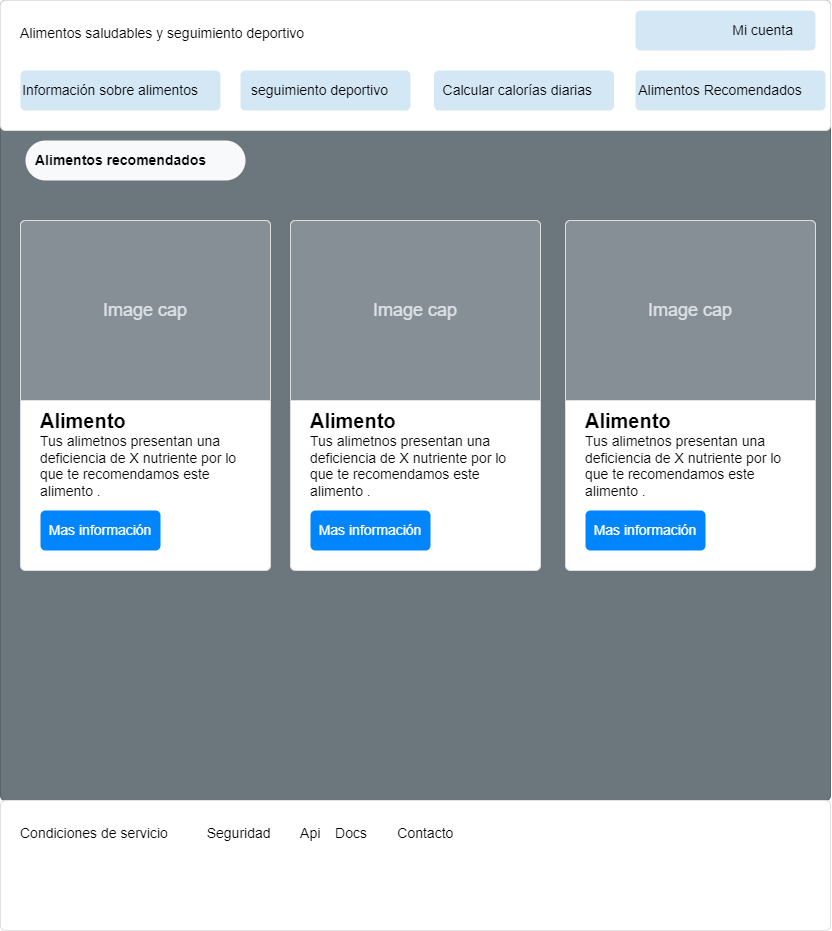 Alimentos saludables y seguimiento deportivo
Mi cuenta
Información sobre alimentos
seguimiento deportivo
Calcular calorías diarias
Alimentos Recomendados
Alimentos recomendados
Image cap
Alimento
Tus alimetnos presentan una
deficiencia de X nutriente por lo
que te recomendamos este
alimento .
Mas información
Image cap
Alimento
Tus alimetnos presentan una
deficiencia de X nutriente por lo
que te recomendamos este
alimento .
Mas información
Image cap
Alimento
Tus alimetnos presentan una
deficiencia de X nutriente por lo
que te recomendamos este
alimento .
Mas información
Condiciones de servicio Seguridad Api Docs Contacto